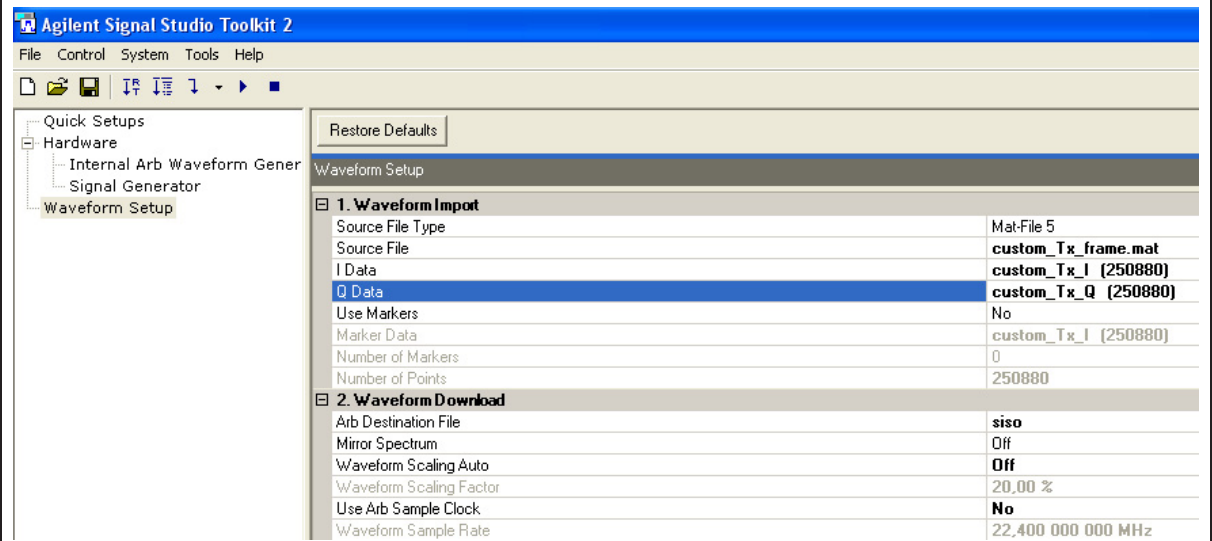 Agilent Signal Studio Toolkit 2
File Control System Tools Help
Quick Setups
Hardware
Internal Arb Waveform Gener
Signal Generator
Waveform Setup
Restore Defaults
Waveform Setup
1. Waveform Import
Source File Type Mat-File 5
Source File custom_Tx_frame.mat
I Data custom_Tx_I (250880)
Q Data custom_Tx_Q (250880)
Use Markers No
Marker Data custom_Tx_I (250880)
Number of Markers 0
Number of Points 250880
2. Waveform Download
Arb Destination File siso
Mirror Spectrum Off
Waveform Scaling Auto Off
Waveform Scaling Factor 20,00 %
Use Arb Sample Clock No
Waveform Sample Rate 22,400 000 000 MHz